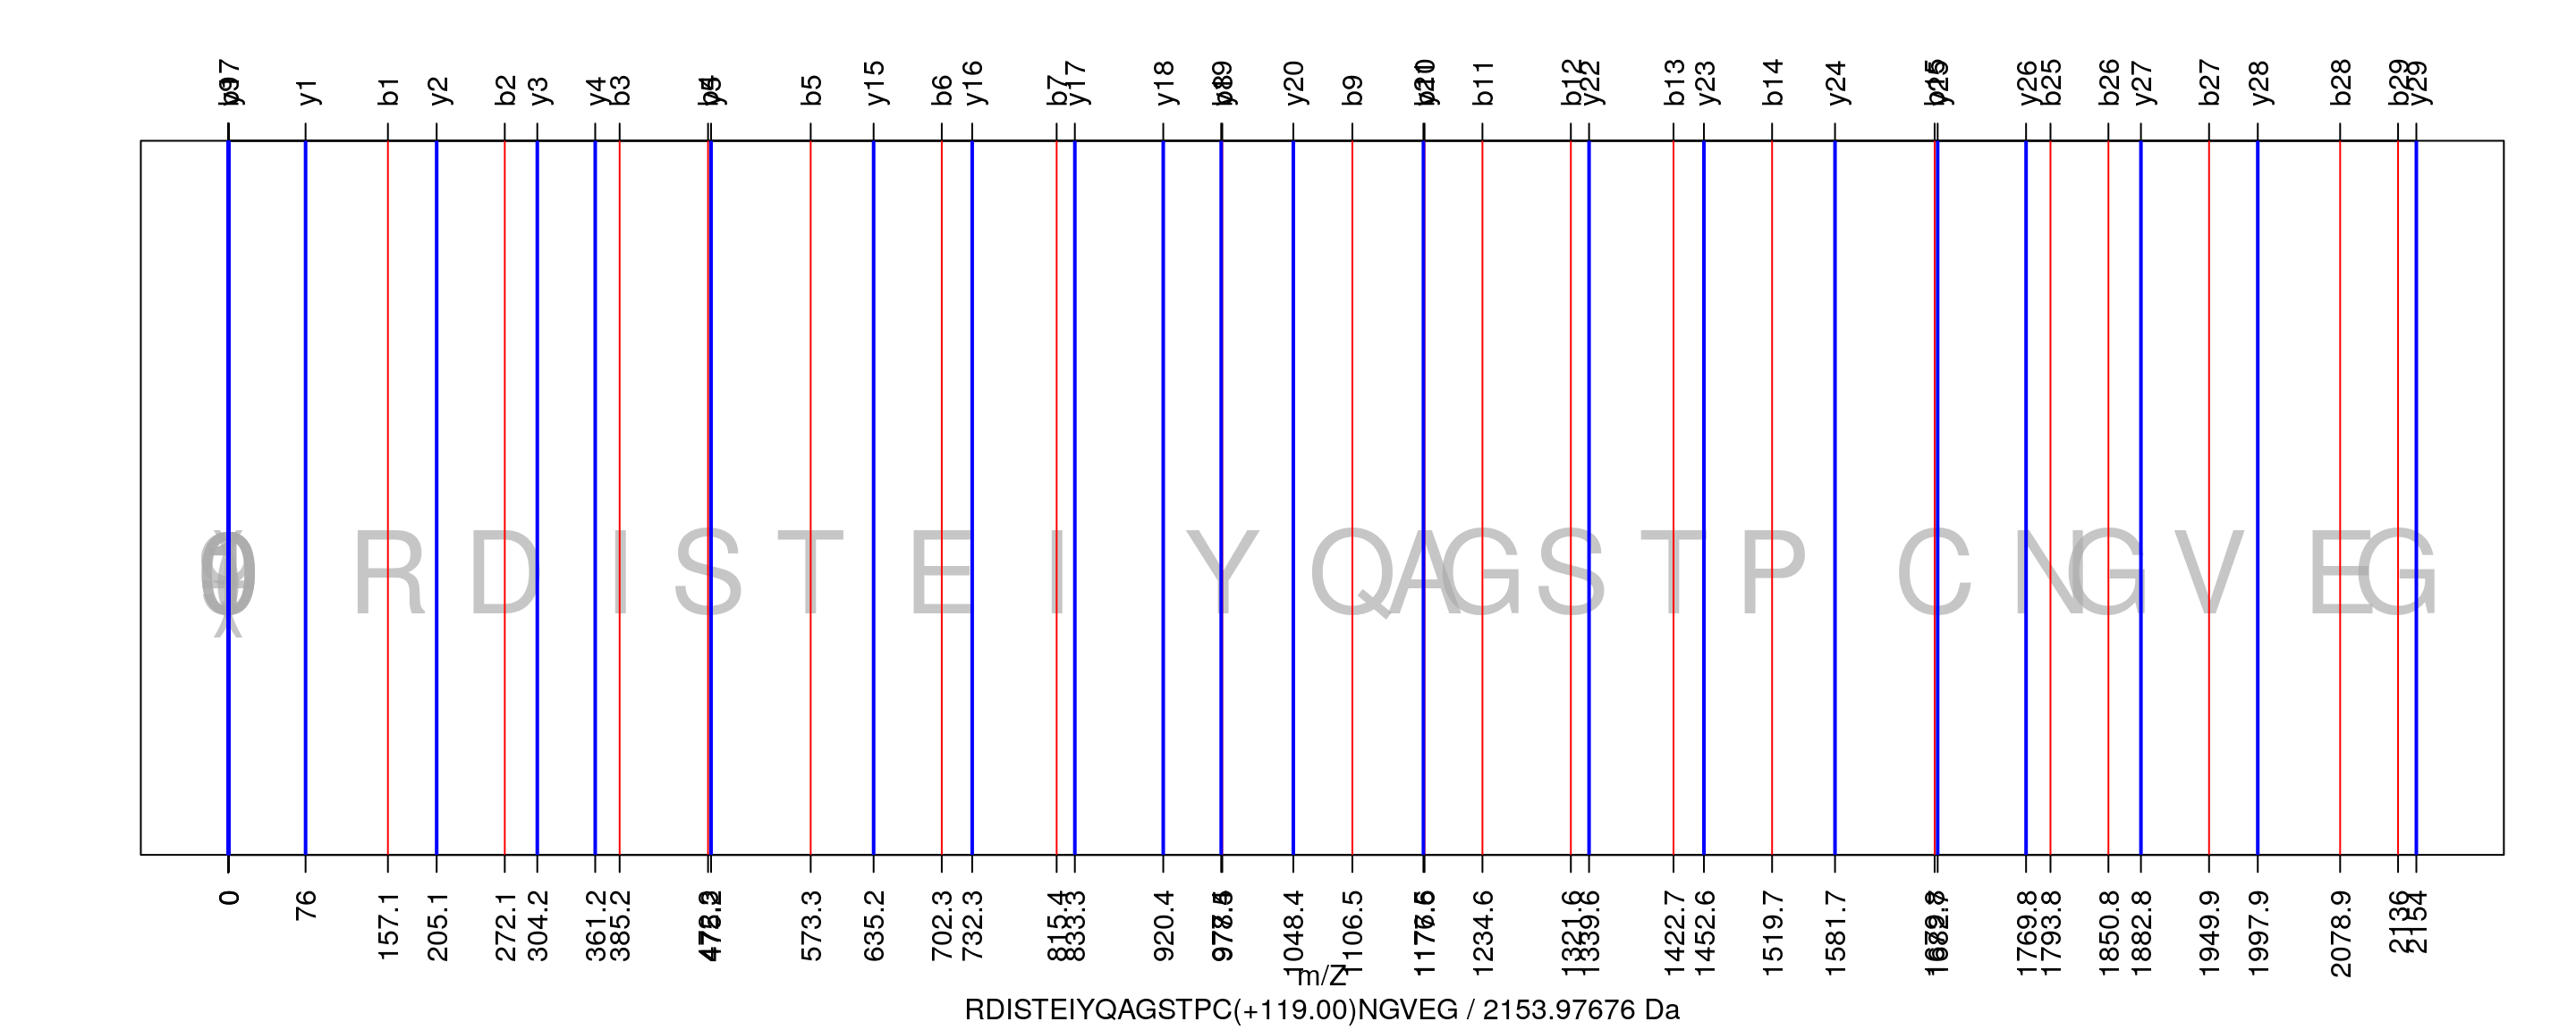 y1 b1 y2 b2 y3 y4 b3 b5 y15 b6 y16 b7 y17 y18 y20 b9 b11 b12 y22 b13 y23 b14 y24 y26 b25 b26 y27 b27 y28 b28 b29 y29
R D I S T E I Y Q A G S T P C N G V E G
0 76 157.1 205.1 272.1 304.2 361.2 385.2 573.3 635.2 702.3 732.3 815.4 833.3 920.4 1048.4 1106.5 1234.6 1321.6 1339.6 1422.7 1452.6 1519.7 1581.7 1769.8 1793.8 1850.8 1882.8 1949.9 1997.9 2078.9 2136 2154
m/Z
RDISTEIYQAGSTPC(+119.00)NGVEG / 2153.97676 Da